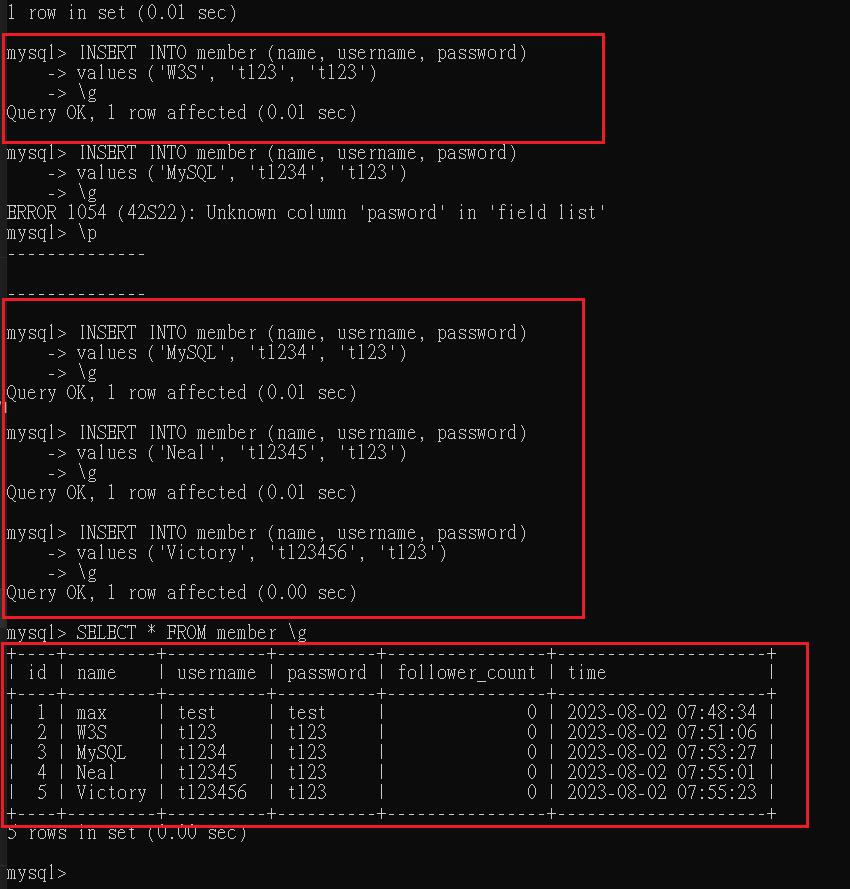 1 row in set (0.01 sec)
mysql> INSERT INTO member (name, username, password)
    -> values ('W3S', 't123', 't123')
    -> \g
Query OK, 1 row affected (0.01 sec)
mysql> INSERT INTO member (name, username, pasword)
    -> values ('MySQL', 't1234', 't123')
    -> \g
ERROR 1054 (42S22): Unknown column 'pasword' in 'field list'
mysql> \p
--------------
--------------
mysql> INSERT INTO member (name, username, password)
    -> values ('MySQL', 't1234', 't123')
    -> \g
Query OK, 1 row affected (0.01 sec)
mysql> INSERT INTO member (name, username, password)
    -> values ('Neal', 't12345', 't123')
    -> \g
Query OK, 1 row affected (0.01 sec)
mysql> INSERT INTO member (name, username, password)
    -> values ('Victory', 't123456', 't123')
    -> \g
Query OK, 1 row affected (0.00 sec)
mysql> SELECT * FROM member \g
+----+---------+----------+----------+----------------+---------------------+
| id | name    | username | password | follower_count | time                |
+----+---------+----------+----------+----------------+---------------------+
|  1 | max     | test     | test     |              0 | 2023-08-02 07:48:34 |
|  2 | W3S     | t123     | t123     |              0 | 2023-08-02 07:51:06 |
|  3 | MySQL   | t1234    | t123     |              0 | 2023-08-02 07:53:27 |
|  4 | Neal    | t12345   | t123     |              0 | 2023-08-02 07:55:01 |
|  5 | Victory | t123456  | t123     |              0 | 2023-08-02 07:55:23 |
+----+---------+----------+----------+----------------+---------------------+
5 rows in set (0.00 sec)
mysql>